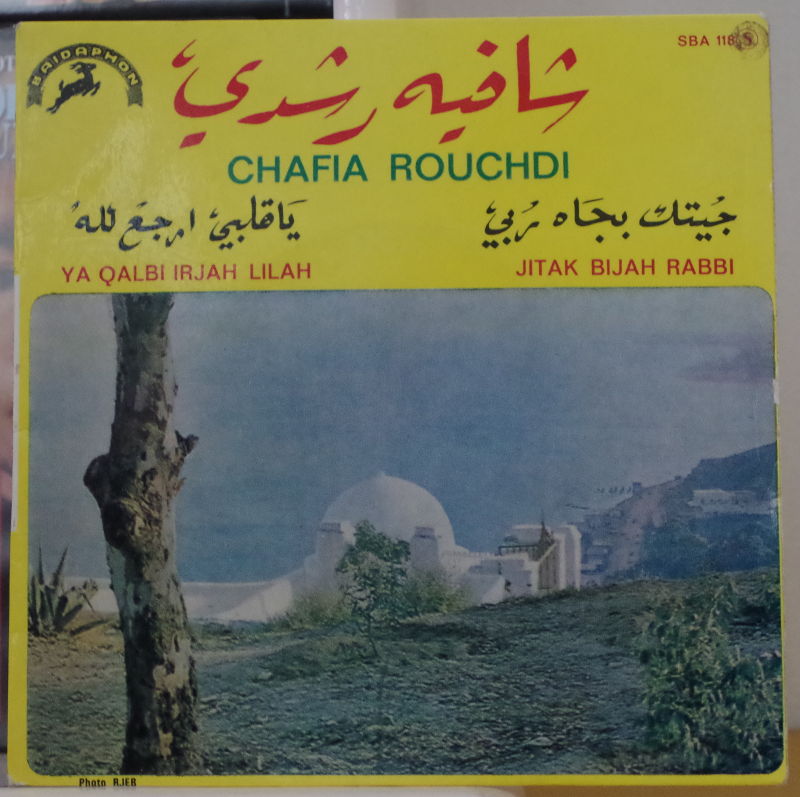 BAIDAPHON
SBA 118
شافيه رشدي
CHAFIA ROUCHDI
جيتك بجاه ربي
يا قلبي ارجع لله
YA QALBI IRJAH LILAH
JITAK BIJAH RABBI
Photo RJEB